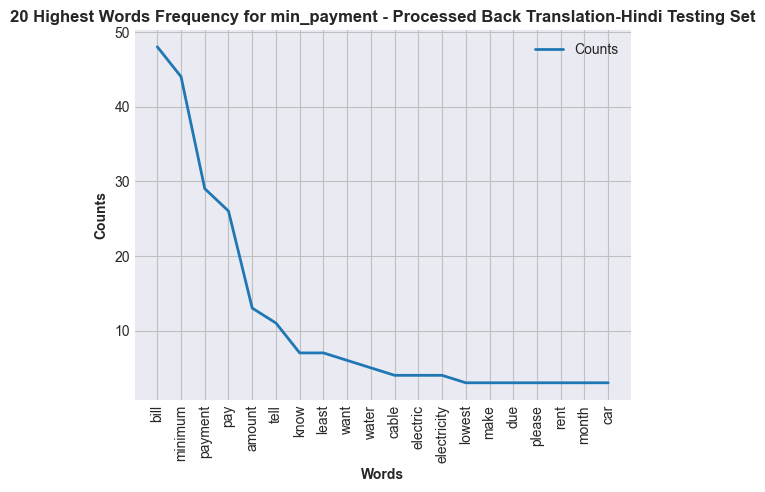 20 Highest Words Frequency for min_payment - Processed Back Translation-Hindi Testing Set
Counts
50
40
30
20
10
Counts
bill
minimum
payment
pay
amount
tell
know
least
want
water
cable
electric
electricity
lowest
make
due
please
rent
month
car
Words